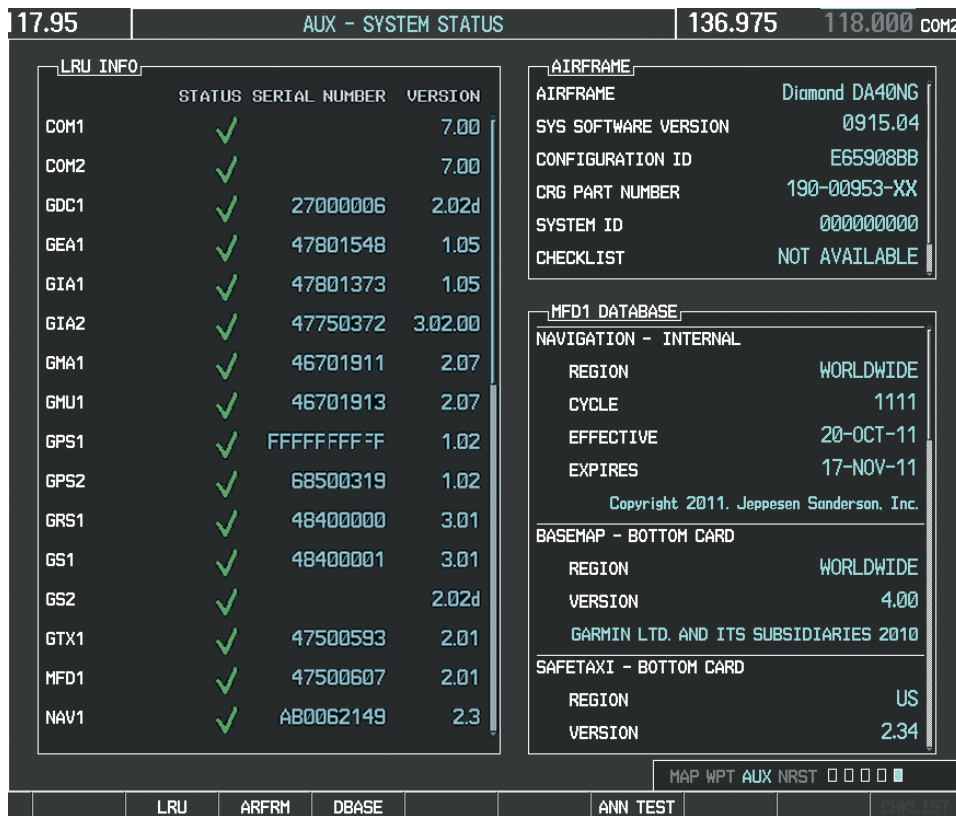 117.95 AUX - SYSTEM STATUS 136.975 118.000 COM2
LRU INFO
STATUS SERIAL NUMBER VERSION
COM1 7.00
COM2 7.00
GDC1 27000006 2.02d
GEA1 47801548 1.05
GIA1 47801373 1.05
GIA2 47750372 3.02.00
GMA1 46701911 2.07
GMU1 46701913 2.07
GPS1 FFFFFFFFFF 1.02
GPS2 68500319 1.02
GRS1 48400000 3.01
GS1 48400001 3.01
GS2 2.02d
GTX1 47500593 2.01
MFD1 47500607 2.01
NAV1 AB0062149 2.3
AIRFRAME
AIRFRAME Diamond DA40NG
SYS SOFTWARE VERSION 0915.04
CONFIGURATION ID E65908BB
CRG PART NUMBER 190-00953-XX
SYSTEM ID 000000000
CHECKLIST NOT AVAILABLE
MFD1 DATABASE
NAVIGATION - INTERNAL
REGION WORLDWIDE
CYCLE 1111
EFFECTIVE 20-OCT-11
EXPIRES 17-NOV-11
Copyright 2011. Jeppesen Sanderson, Inc.
BASEMAP - BOTTOM CARD
REGION WORLDWIDE
VERSION 4.00
GARMIN LTD. AND ITS SUBSIDIARIES 2010
SAFETAXI - BOTTOM CARD
REGION US
VERSION 2.34
MAP WPT AUX NRST
LRU ARFRM DBASE ANN TEST CHKLIST